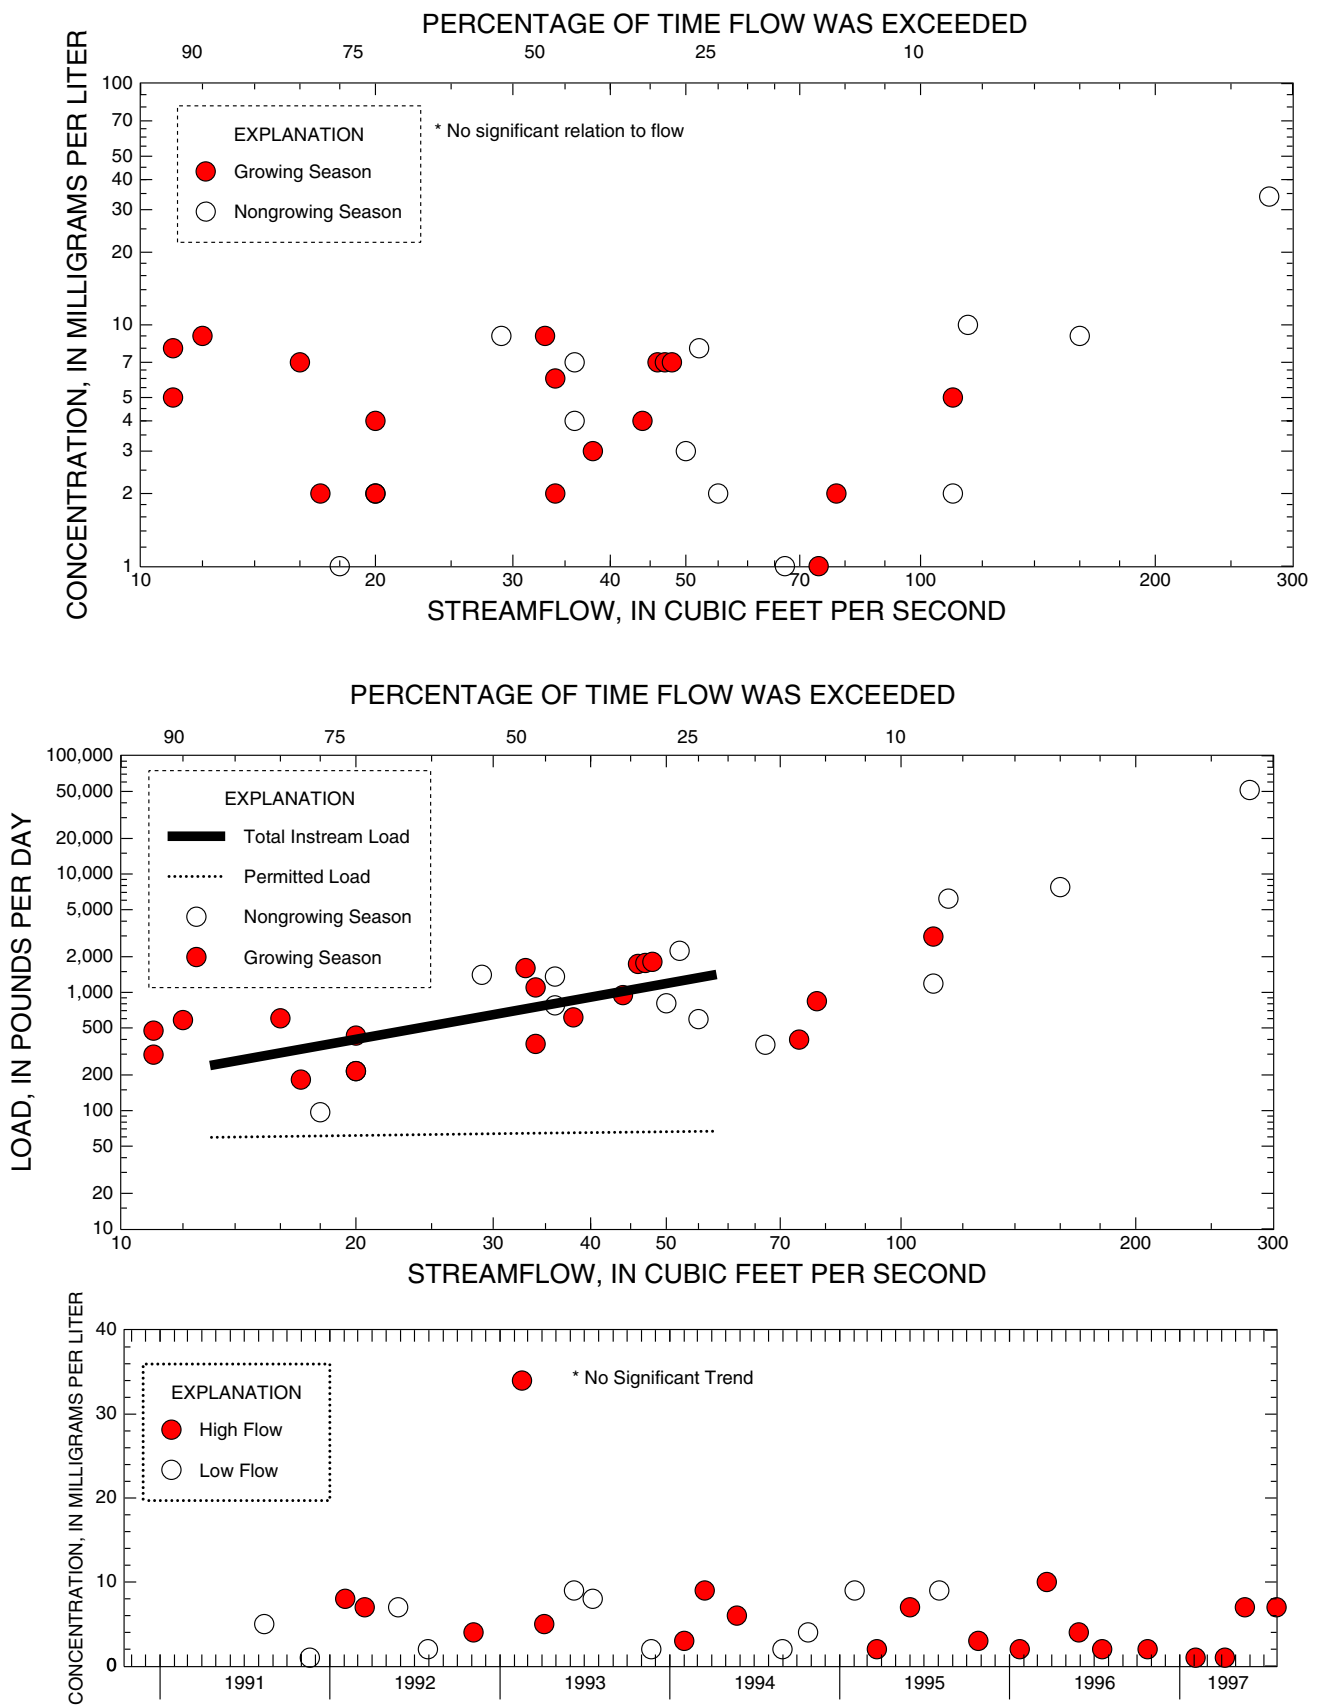 PERCENTAGE OF TIME FLOW WAS EXCEEDED
90 75 50 25 10
CONCENTRATION, IN MILLIGRAMS PER LITER
100
70
50
40
30
20
10
7
5
4
3
2
1
EXPLANATION
Growing Season
Nongrowing Season
* No significant relation to flow
10 20 30 40 50 70 100 200 300
STREAMFLOW, IN CUBIC FEET PER SECOND
PERCENTAGE OF TIME FLOW WAS EXCEEDED
90 75 50 25 10
LOAD, IN POUNDS PER DAY
100,000
50,000
20,000
10,000
5,000
2,000
1,000
500
200
100
50
20
10
EXPLANATION
Total Instream Load
Permitted Load
Nongrowing Season
Growing Season
10 20 30 40 50 70 100 200 300
STREAMFLOW, IN CUBIC FEET PER SECOND
CONCENTRATION, IN MILLIGRAMS PER LITER
40
30
20
10
0
EXPLANATION
High Flow
Low Flow
* No Significant Trend
1991 1992 1993 1994 1995 1996 1997